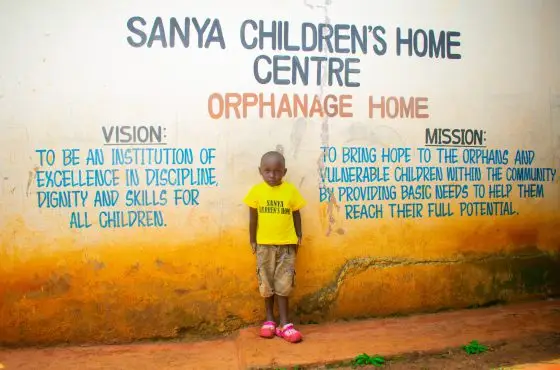 SANYA CHILDREN'S HOME
CENTRE
ORPHANAGE HOME
VISION:
TO BE AN INSTITUTION OF
EXCELLENCE IN DISCIPLINE,
DIGNITY AND SKILLS FOR
ALL CHILDREN.
MISSION:
TO BRING HOPE TO THE ORPHANS AND
VULNERABLE CHILDREN WITHIN THE COMMUNITY
BY PROVIDING BASIC NEEDS TO HELP THEM
REACH THEIR FULL POTENTIAL.
SANYA
CHILDREN'S HOME